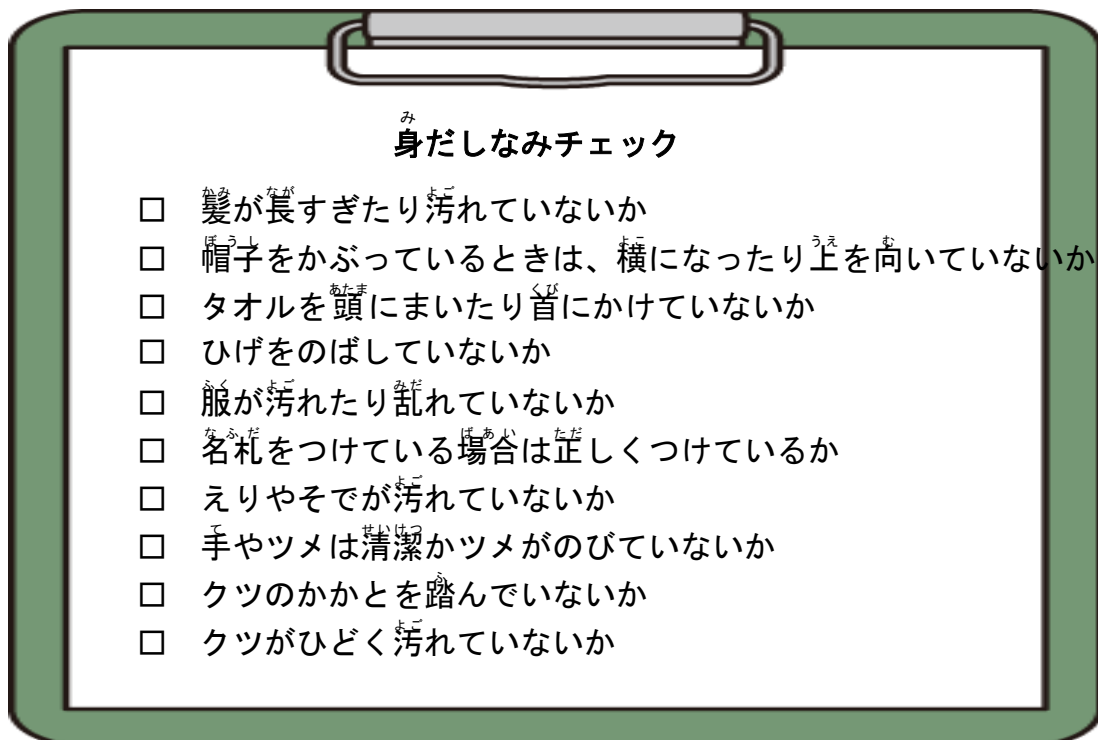 身だしなみチェック
□ 髪が長すぎたり汚れていないか
□ 帽子をかぶっているときは、横になったり上を向いていないか
□ タオルを頭にまいたり首にかけていないか
□ ひげをのばしていないか
□ 服が汚れたり乱れていないか
□ 名札をつけている場合は正しくつけているか
□ えりやそでが汚れていないか
□ 手やツメは清潔かツメがのびていないか
□ クツのかかとを踏んでいないか
□ クツがひどく汚れていないか